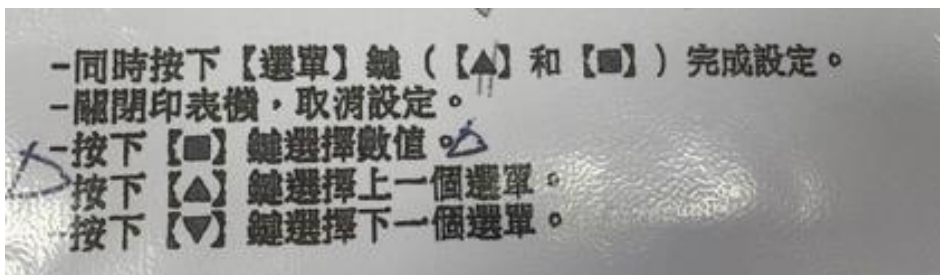 -同時按下【選單】鍵（【▲】和【■】）完成設定。
-關閉印表機，取消設定。
-按下【■】鍵選擇數值。
-按下【▲】鍵選擇上一個選單。
-按下【▼】鍵選擇下一個選單。